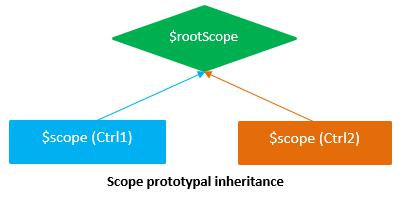 $rootScope
$scope (Ctrl1)
$scope (Ctrl2)
Scope prototypal inheritance